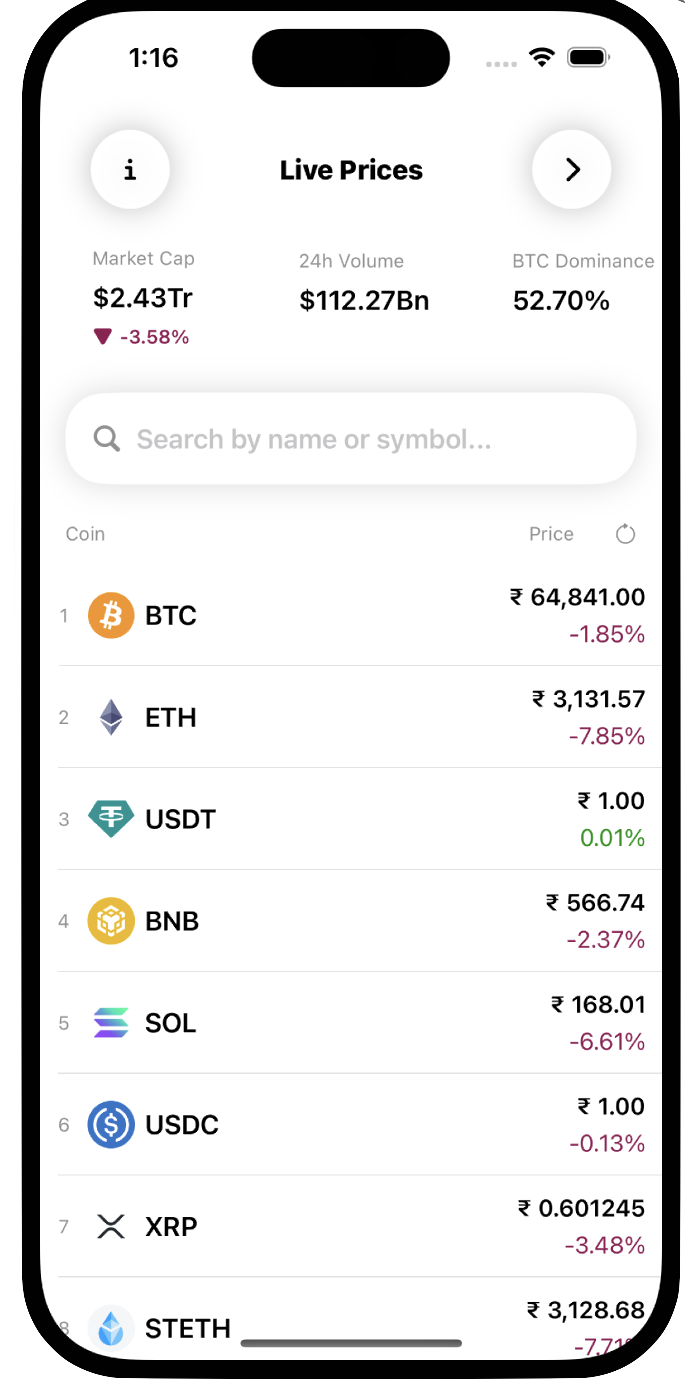 1:16
i
Live Prices
Market Cap 24h Volume BTC Dominance
$2.43Tr $112.27Bn 52.70%
-3.58%
Search by name or symbol...
Coin Price
1 BTC ₹ 64,841.00
-1.85%
2 ETH ₹ 3,131.57
-7.85%
3 USDT ₹ 1.00
0.01%
4 BNB ₹ 566.74
-2.37%
5 SOL ₹ 168.01
-6.61%
6 USDC ₹ 1.00
-0.13%
7 XRP ₹ 0.601245
-3.48%
8 STETH ₹ 3,128.68
-7.71%